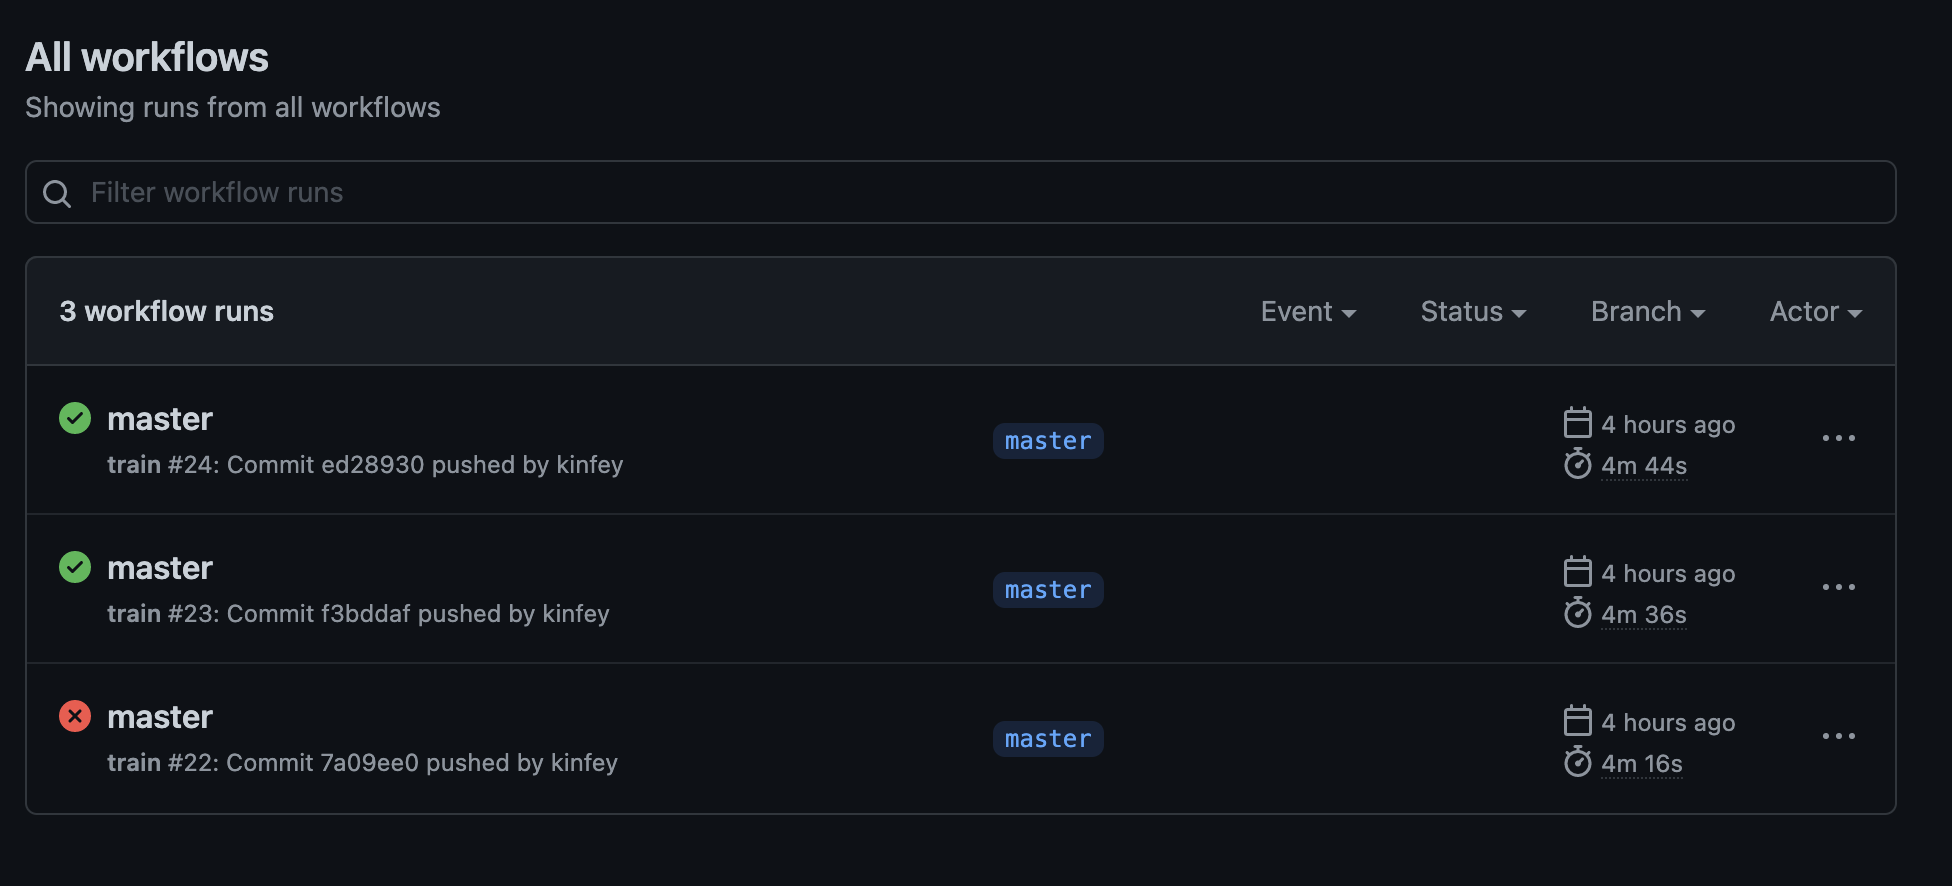 All workflows
Showing runs from all workflows
Filter workflow runs
3 workflow runs Event Status Branch Actor
master
train #24: Commit ed28930 pushed by kinfey
master
4 hours ago
4m 44s
master
train #23: Commit f3bddaf pushed by kinfey
master
4 hours ago
4m 36s
master
train #22: Commit 7a09ee0 pushed by kinfey
master
4 hours ago
4m 16s